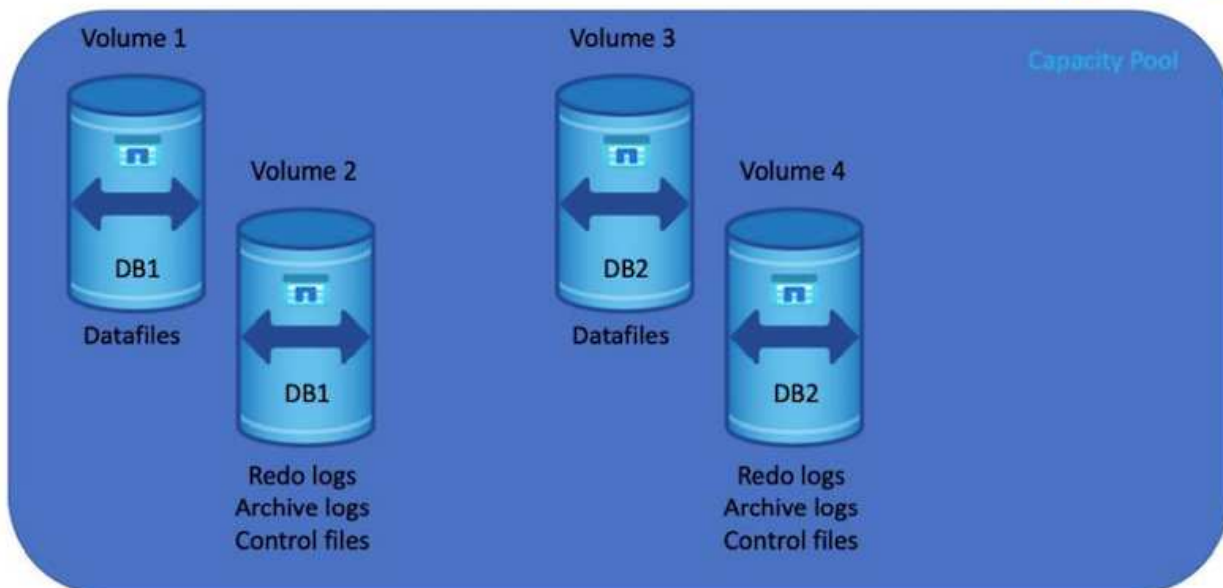 Capacity Pool
Volume 1
DB1
Datafiles
Volume 2
DB1
Redo logs
Archive logs
Control files
Volume 3
DB2
Datafiles
Volume 4
DB2
Redo logs
Archive logs
Control files